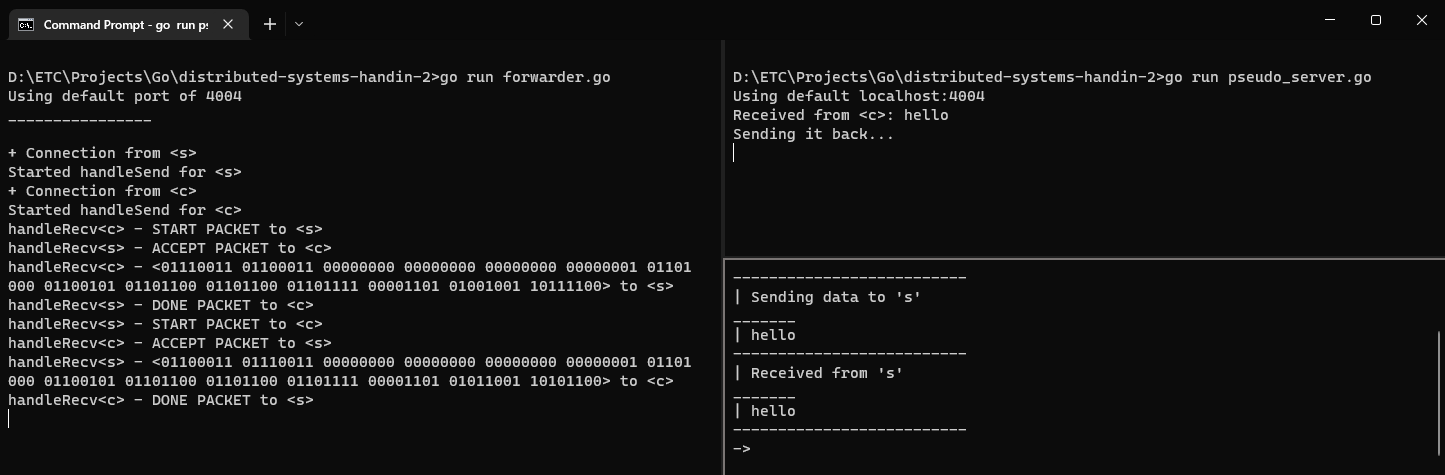 Command Prompt - go  run ps
D:\ETC\Projects\Go\distributed-systems-handin-2>go run forwarder.go
Using default port of 4004
----------------
+ Connection from <s>
Started handleSend for <s>
+ Connection from <c>
Started handleSend for <c>
handleRecv<c> - START PACKET to <s>
handleRecv<s> - ACCEPT PACKET to <c>
handleRecv<c> - <01110011 01100011 00000000 00000000 00000000 00000001 01101
000 01100101 01101100 01101100 01101111 00001101 01001001 10111100> to <s>
handleRecv<s> - DONE PACKET to <c>
handleRecv<s> - START PACKET to <c>
handleRecv<c> - ACCEPT PACKET to <s>
handleRecv<s> - <01100011 01110011 00000000 00000000 00000000 00000001 01101
000 01100101 01101100 01101100 01101111 00001101 01011001 10101100> to <c>
handleRecv<c> - DONE PACKET to <s>
D:\ETC\Projects\Go\distributed-systems-handin-2>go run pseudo_server.go
Using default localhost:4004
Received from <c>: hello
Sending it back...
--------------------------
| Sending data to 's'
-------
| hello
--------------------------
| Received from 's'
-------
| hello
--------------------------
->